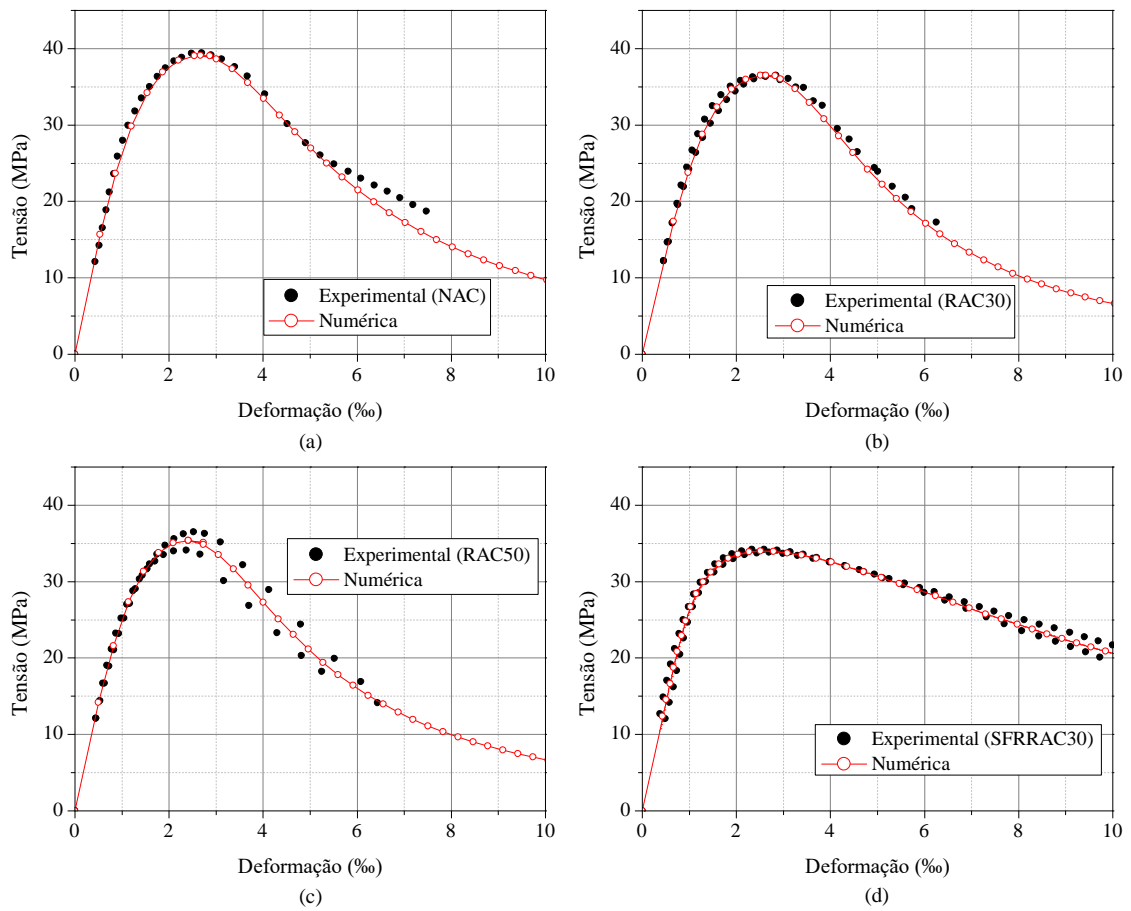 40
30
20
10
0
Tensão (MPa)
Experimental (NAC)
Numérica
0 2 4 6 8 10
Deformação (‰)
(a)
40
30
20
10
0
Tensão (MPa)
Experimental (RAC30)
Numérica
0 2 4 6 8 10
Deformação (‰)
(b)
40
30
20
10
0
Tensão (MPa)
Experimental (RAC50)
Numérica
0 2 4 6 8 10
Deformação (‰)
(c)
40
30
20
10
0
Tensão (MPa)
Experimental (SFRRAC30)
Numérica
0 2 4 6 8 10
Deformação (‰)
(d)